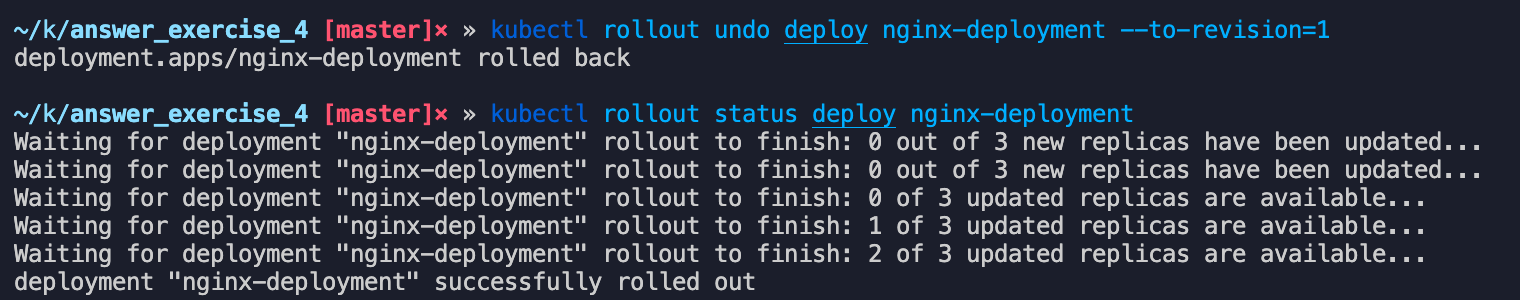 ~/k/answer_exercise_4 [master]× » kubectl rollout undo deploy nginx-deployment --to-revision=1
deployment.apps/nginx-deployment rolled back
~/k/answer_exercise_4 [master]× » kubectl rollout status deploy nginx-deployment
Waiting for deployment "nginx-deployment" rollout to finish: 0 out of 3 new replicas have been updated...
Waiting for deployment "nginx-deployment" rollout to finish: 0 out of 3 new replicas have been updated...
Waiting for deployment "nginx-deployment" rollout to finish: 0 of 3 updated replicas are available...
Waiting for deployment "nginx-deployment" rollout to finish: 1 of 3 updated replicas are available...
Waiting for deployment "nginx-deployment" rollout to finish: 2 of 3 updated replicas are available...
deployment "nginx-deployment" successfully rolled out